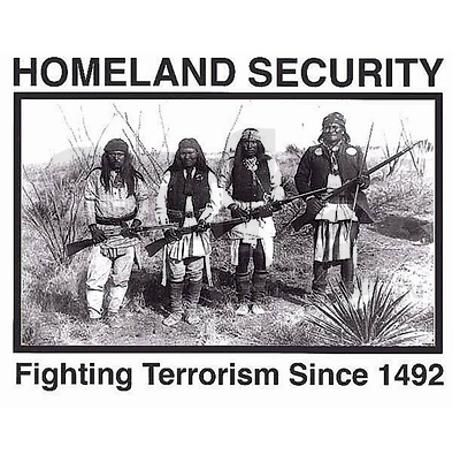 HOMELAND SECURITY
Fighting Terrorism Since 1492